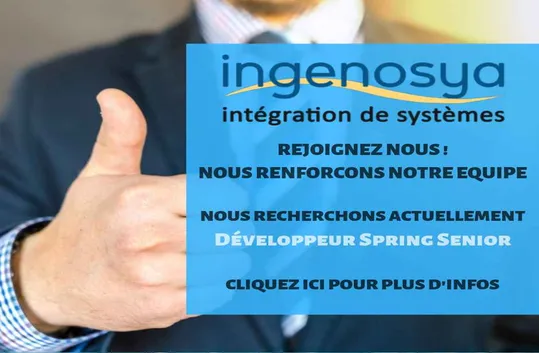 ingenosya
intégration de systèmes
REJOIGNEZ NOUS !
NOUS RENFORCONS NOTRE EQUIPE
NOUS RECHERCHONS ACTUELLEMENT
Développeur Spring Senior
CLIQUEZ ICI POUR PLUS D'INFOS